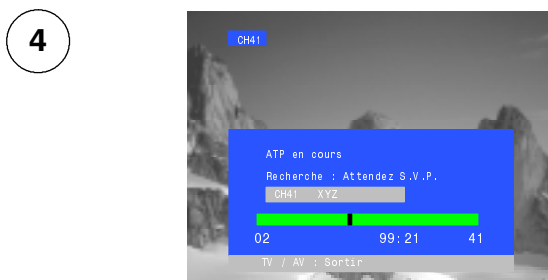 4
CH41
ATP en cours
Recherche : Attendez S.V.P.
CH41 XYZ
02 99:21 41
TV / AV : Sortir